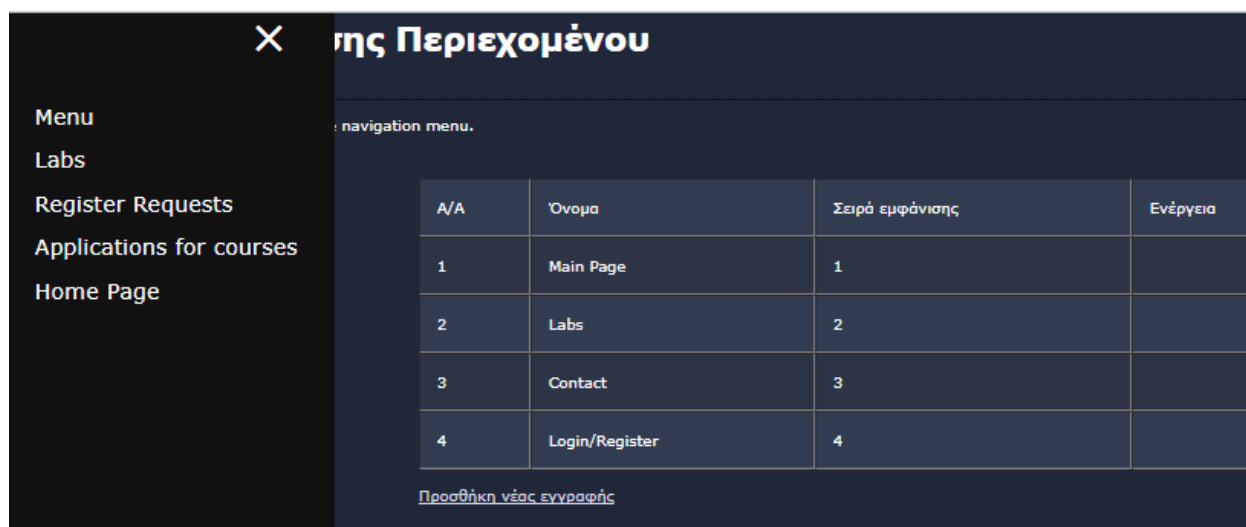 ✕
σης Περιεχομένου
Menu
Labs
Register Requests
Applications for courses
Home Page
navigation menu.
Α/Α Όνομα Σειρά εμφάνισης Ενέργεια
1 Main Page 1
2 Labs 2
3 Contact 3
4 Login/Register 4
Προσθήκη νέας εγγραφής